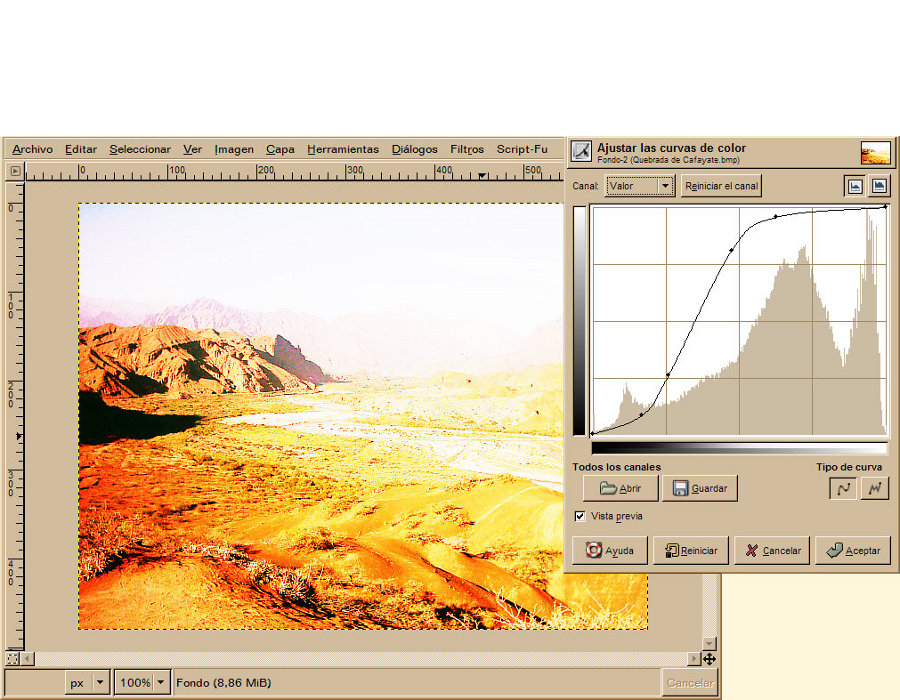 Archivo Editar Seleccionar Ver Imagen Capa Herramientas Diálogos Filtros Script-Fu
0 100 200 300 400 500
0
100
200
300
400
px 100% Fondo (8,86 MiB) Cancelar
Ajustar las curvas de color
Fondo-2 (Quebrada de Cafayate.bmp)
Canal: Valor Reiniciar el canal
Todos los canales Tipo de curva
Abrir Guardar
Vista previa
Ayuda Reiniciar Cancelar Aceptar